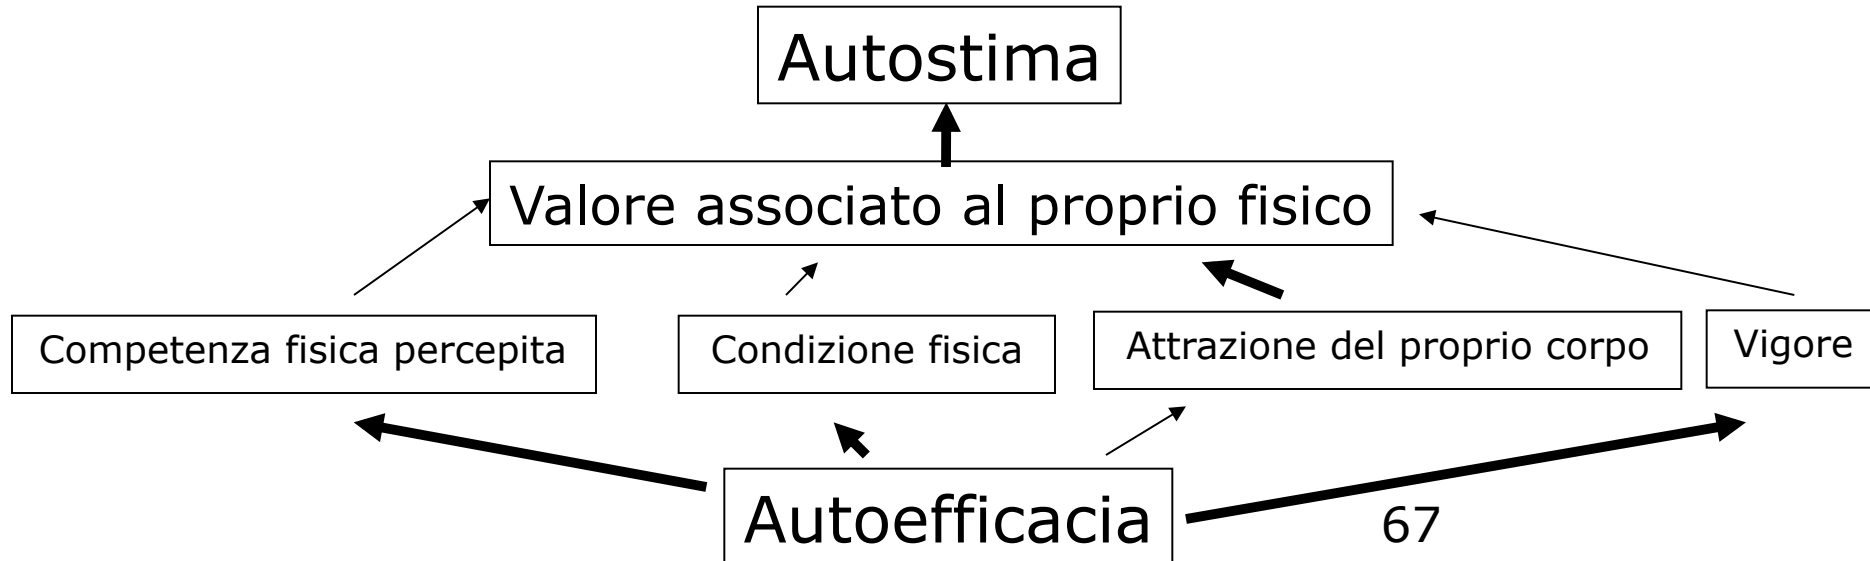 Autostima
Valore associato al proprio fisico
Competenza fisica percepita
Condizione fisica
Attrazione del proprio corpo
Vigore
Autoefficacia
67